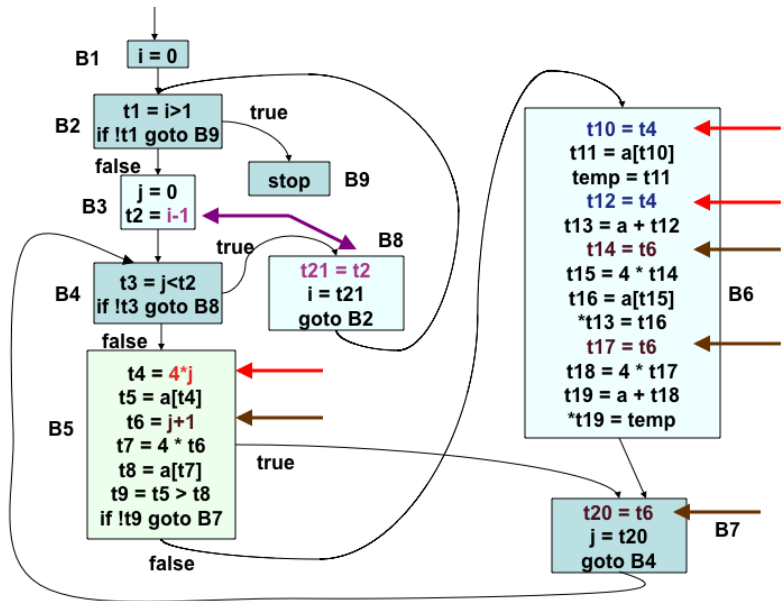 B1
i = 0
B2
t1 = i>1
if !t1 goto B9
true
false
stop
B9
B3
j = 0
t2 = i-1
true
B8
B4
t3 = j<t2
if !t3 goto B8
t21 = t2
i = t21
goto B2
false
B5
t4 = 4*j
t5 = a[t4]
t6 = j+1
t7 = 4 * t6
t8 = a[t7]
t9 = t5 > t8
if !t9 goto B7
true
false
t10 = t4
t11 = a[t10]
temp = t11
t12 = t4
t13 = a + t12
t14 = t6
t15 = 4 * t14
t16 = a[t15]
*t13 = t16
t17 = t6
t18 = 4 * t17
t19 = a + t18
*t19 = temp
B6
t20 = t6
j = t20
goto B4
B7